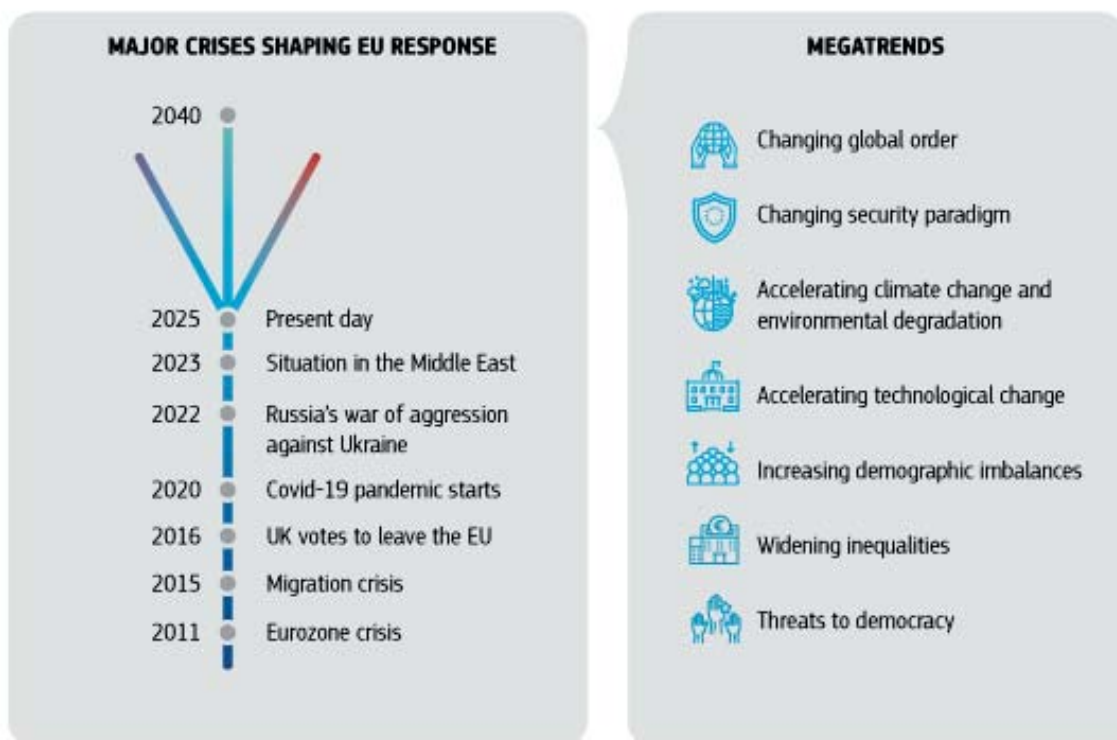 MAJOR CRISES SHAPING EU RESPONSE
2040
2025 Present day
2023 Situation in the Middle East
2022 Russia's war of aggression
against Ukraine
2020 Covid-19 pandemic starts
2016 UK votes to leave the EU
2015 Migration crisis
2011 Eurozone crisis
MEGATRENDS
Changing global order
Changing security paradigm
Accelerating climate change and
environmental degradation
Accelerating technological change
Increasing demographic imbalances
Widening inequalities
Threats to democracy